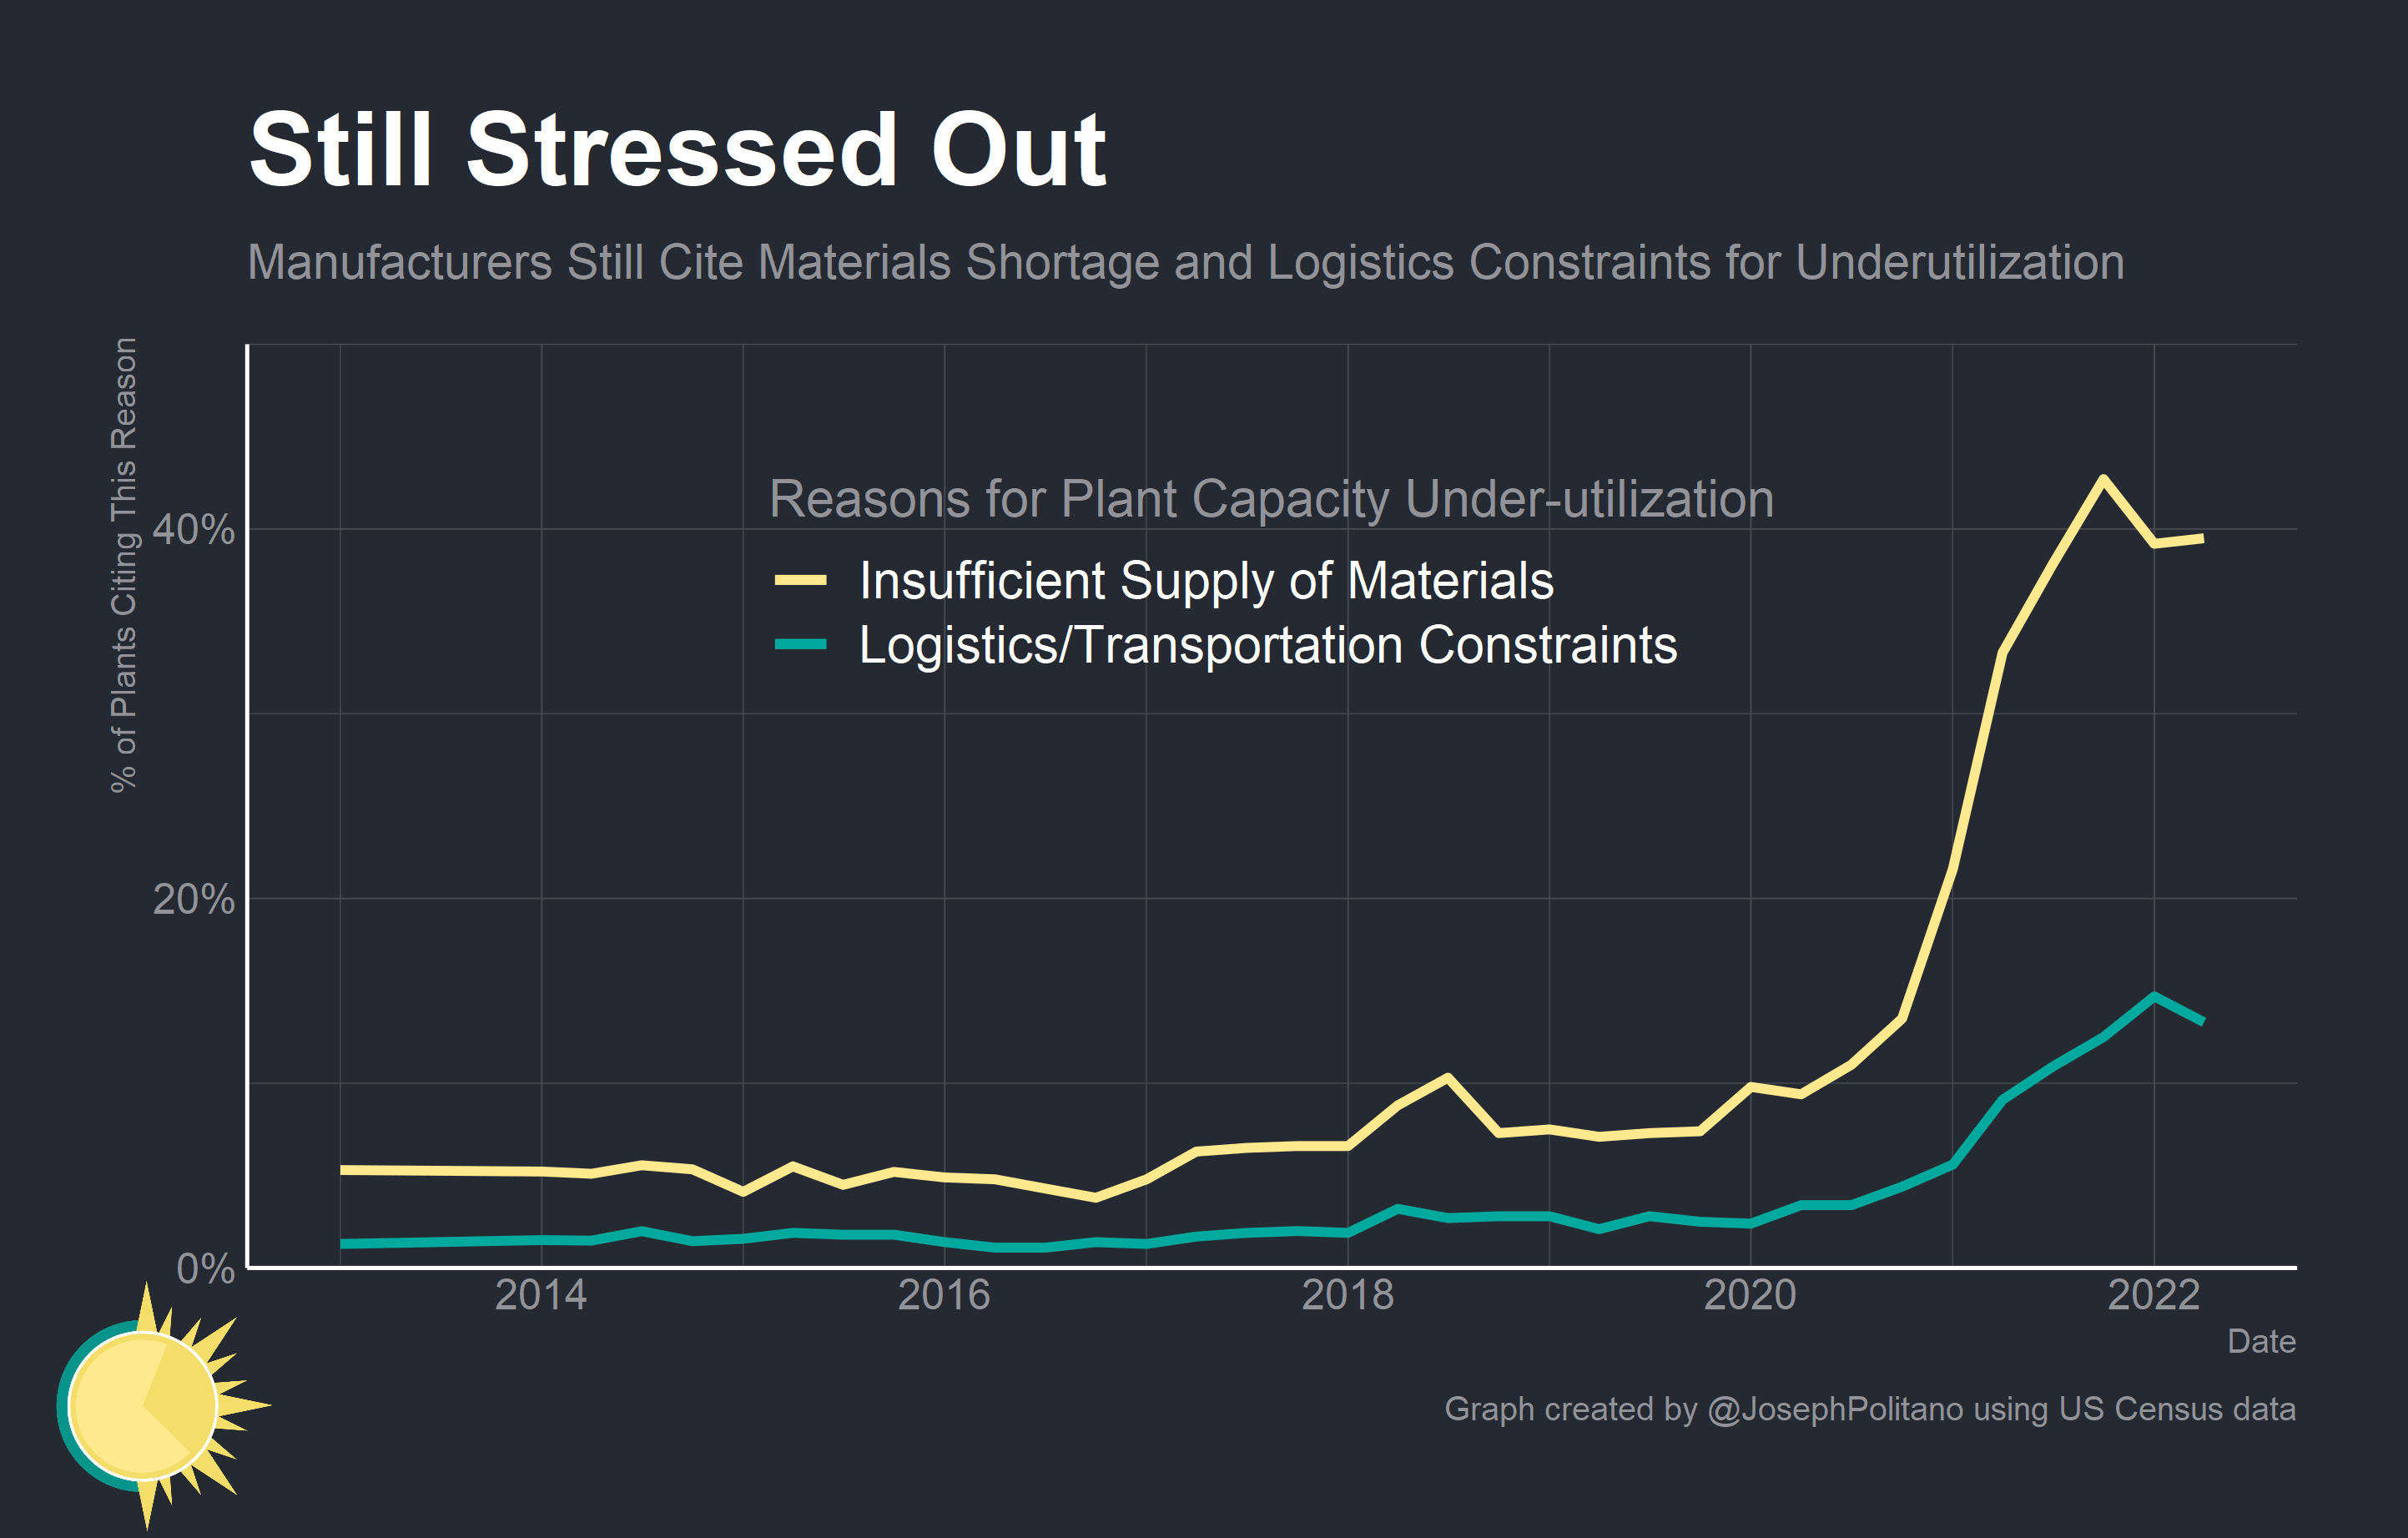 Still Stressed Out
Manufacturers Still Cite Materials Shortage and Logistics Constraints for Underutilization
% of Plants Citing This Reason
40%
20%
0%
Reasons for Plant Capacity Under-utilization
Insufficient Supply of Materials
Logistics/Transportation Constraints
2014 2016 2018 2020 2022
Date
Graph created by @JosephPolitano using US Census data